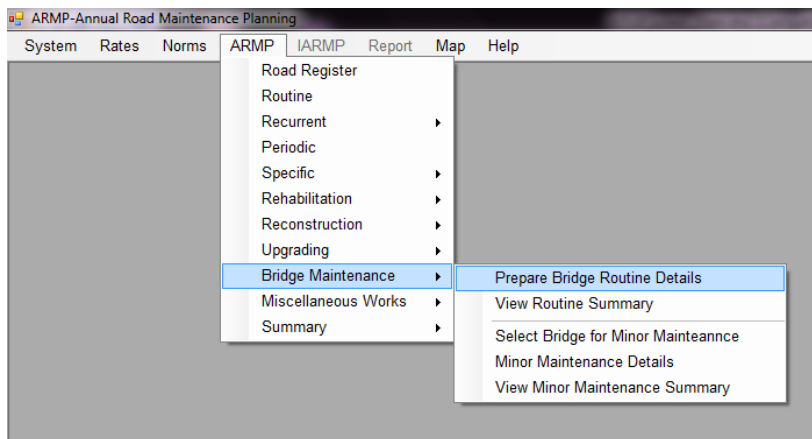 ARMP-Annual Road Maintenance Planning
System Rates Norms ARMP IARMP Report Map Help
Road Register
Routine
Recurrent
Periodic
Specific
Rehabilitation
Reconstruction
Upgrading
Bridge Maintenance
Miscellaneous Works
Summary
Prepare Bridge Routine Details
View Routine Summary
Select Bridge for Minor Mainteannce
Minor Maintenance Details
View Minor Maintenance Summary